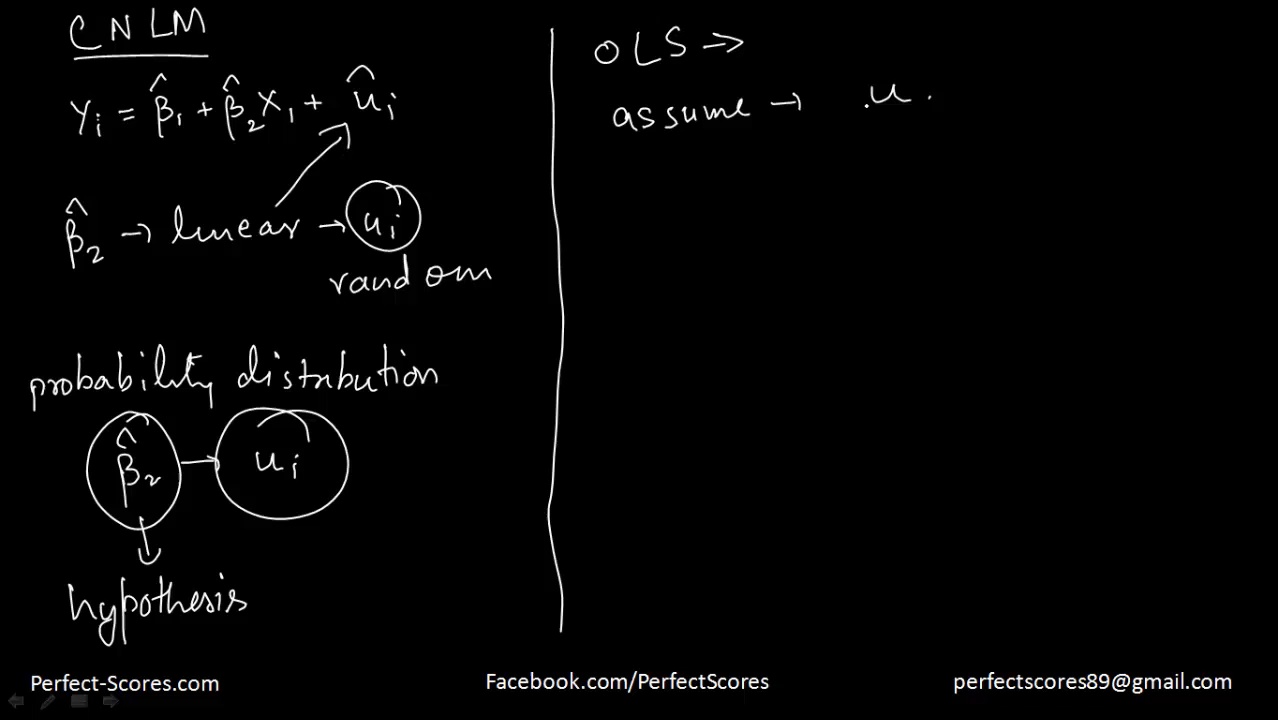 CNLM
Yi = β̂1 + β̂2X1 + ûi
β̂2 → linear → ui
random
probability distribution
β̂2 → ui
hypothesis
OLS →
assume → .u.
Perfect-Scores.com
Facebook.com/PerfectScores
perfectscores89@gmail.com